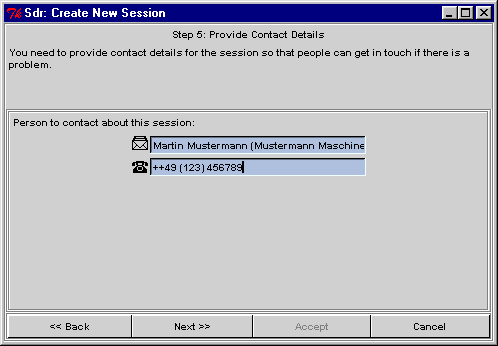 Sdr: Create New Session
Step 5: Provide Contact Details
You need to provide contact details for the session so that people can get in touch if there is a
problem.
Person to contact about this session:
Martin Mustermann (Mustermann Maschine
++49 (123) 456789
<< Back Next >> Accept Cancel